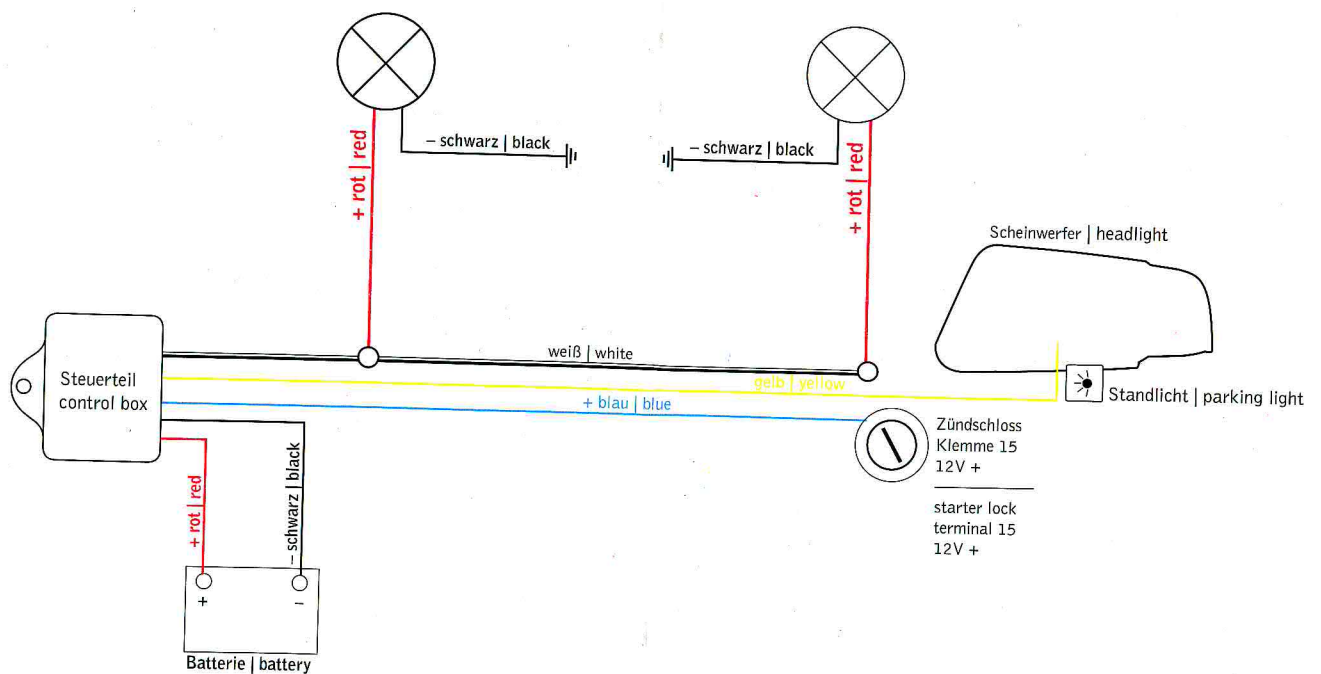 + rot | red
– schwarz | black
– schwarz | black
+ rot | red
Scheinwerfer | headlight
weiß | white
Steuerteil
control box
gelb | yellow
+ blau | blue
Standlicht | parking light
Zündschloss
Klemme 15
12V +
starter lock
terminal 15
12V +
+ rot | red
– schwarz | black
+
–
Batterie | battery